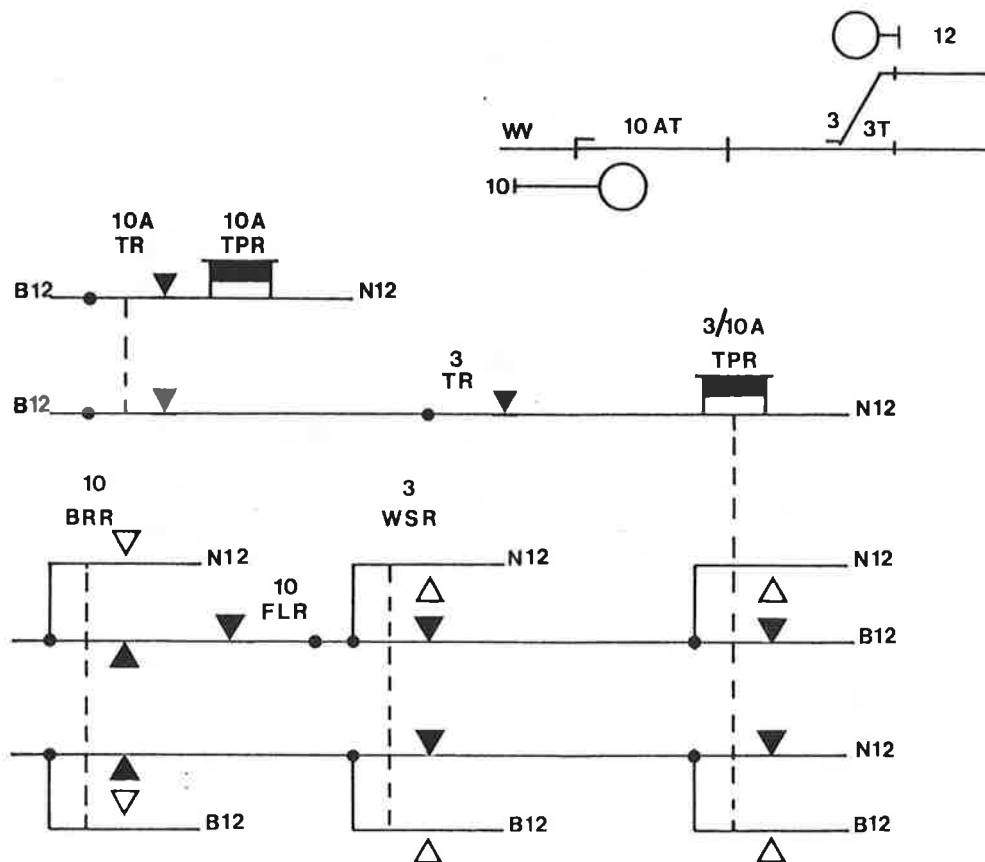 12
3
WV 10 AT 3T
10
10A 10A
TR TPR
B12 N12
3/10A
3 TPR
TR
B12 N12
10 3
BRR WSR
N12 N12 N12
10
FLR
B12
N12
B12 B12 B12